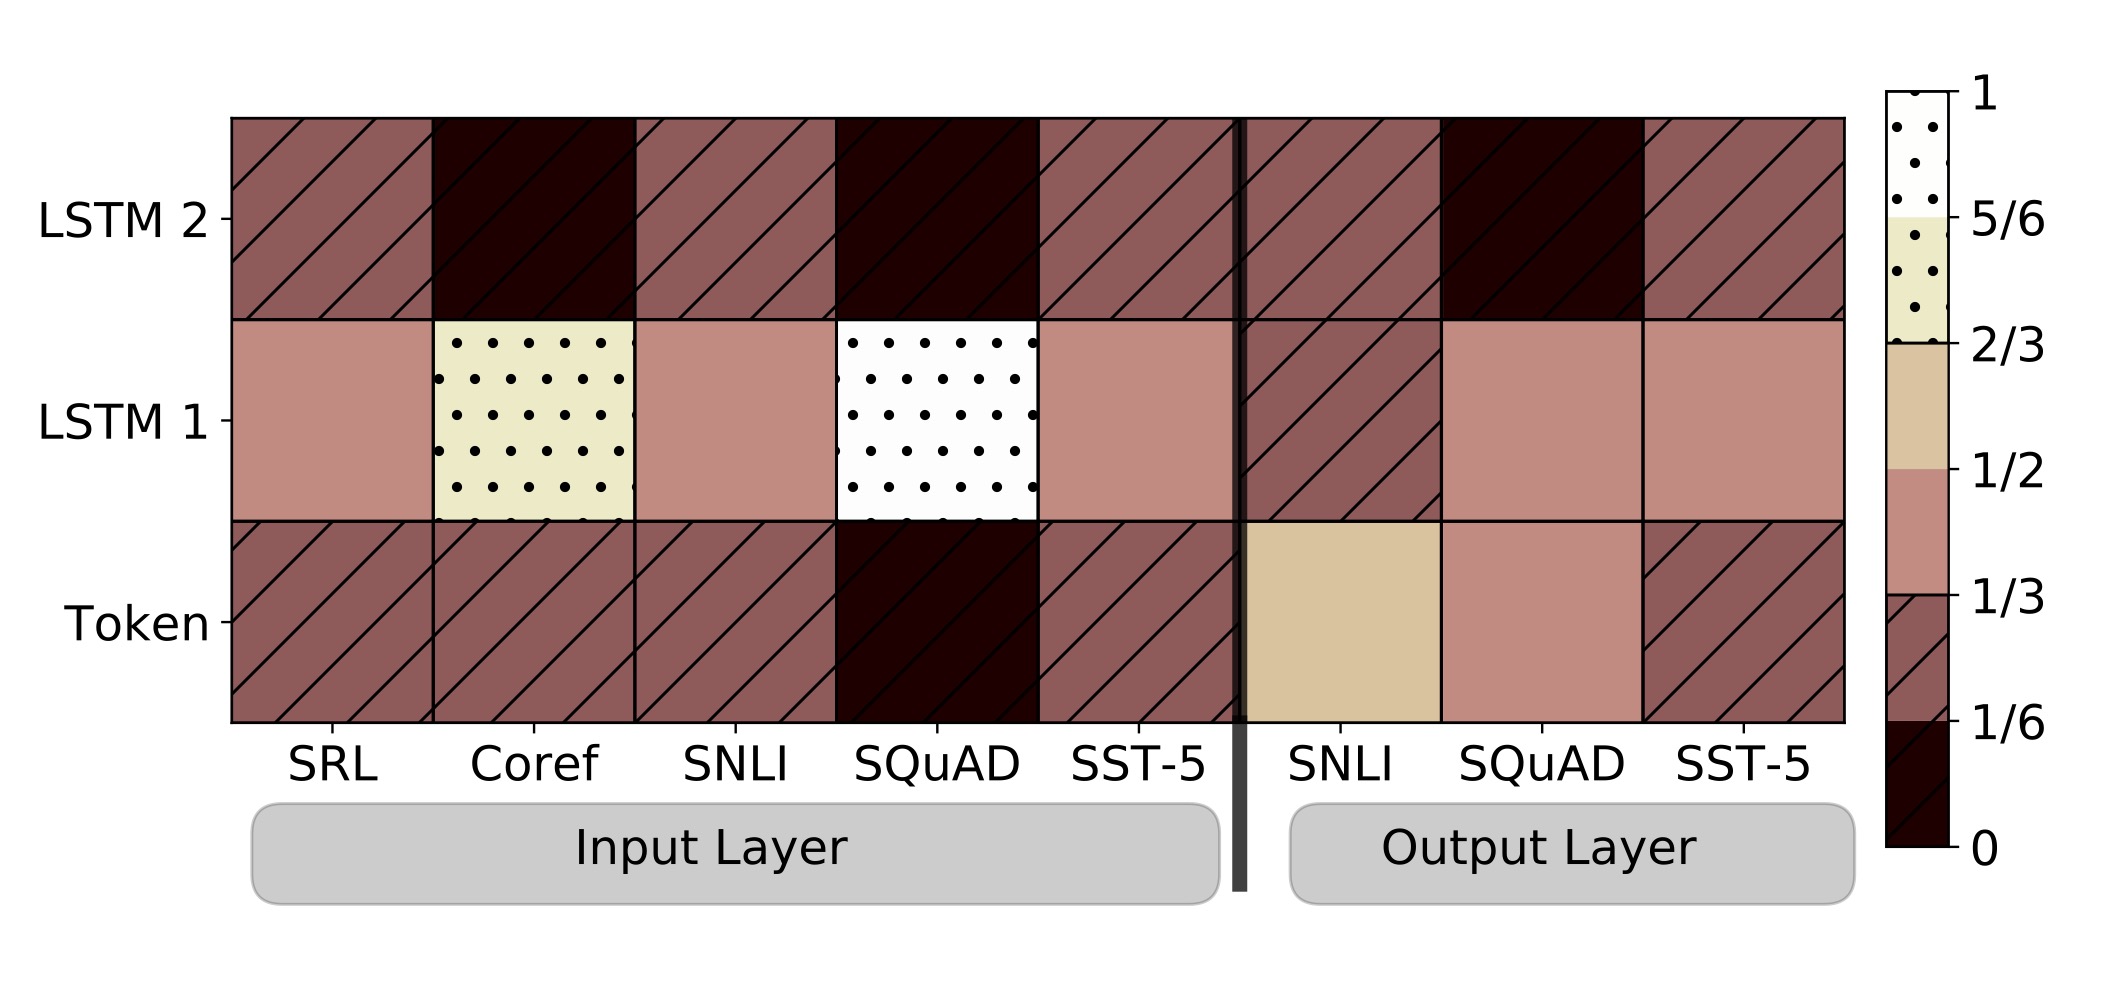 1
5/6
2/3
1/2
1/3
1/6
0
LSTM 2
LSTM 1
Token
SRL Coref SNLI SQuAD SST-5 SNLI SQuAD SST-5
Input Layer Output Layer